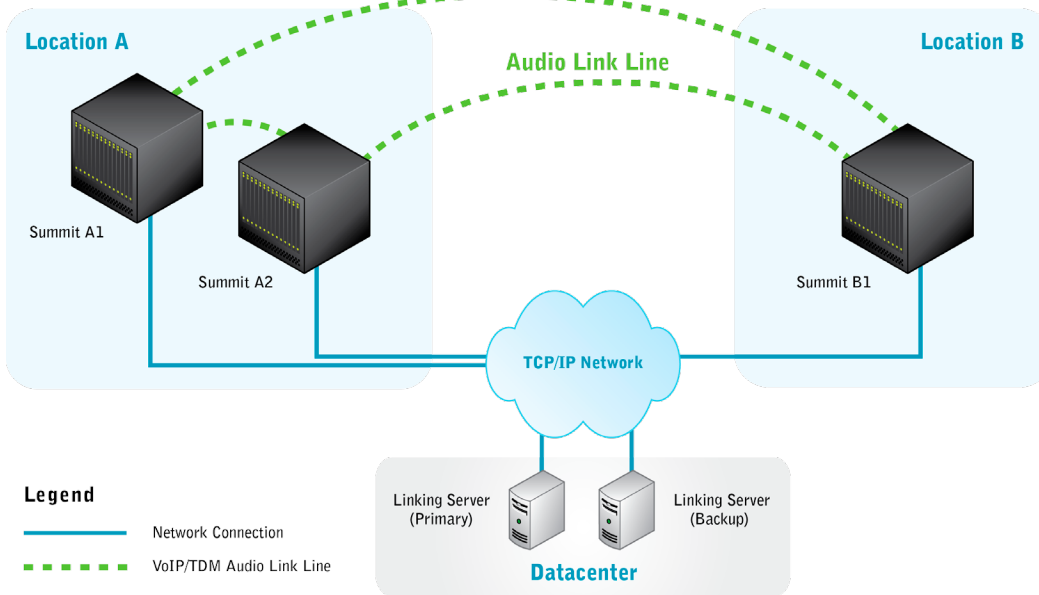 Location A
Location B
Audio Link Line
Summit A1
Summit A2
Summit B1
TCP/IP Network
Linking Server
(Primary)
Linking Server
(Backup)
Datacenter
Legend
Network Connection
VoIP/TDM Audio Link Line